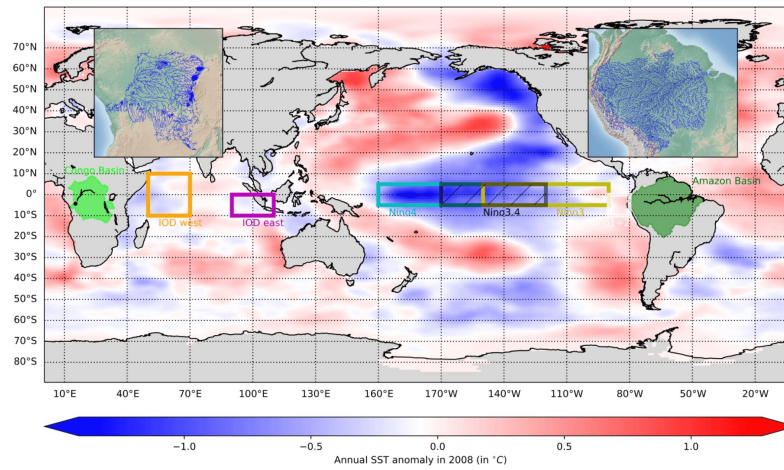 70°N
60°N
50°N
40°N
30°N
20°N
10°N
0°
10°S
20°S
30°S
40°S
50°S
60°S
70°S
80°S
Congo Basin
IOD west
IOD east
Nino4
Nino3.4
Nino3
Amazon Basin
10°E 40°E 70°E 100°E 130°E 160°E 170°W 140°W 110°W 80°W 50°W 20°W
−1.0 −0.5 0.0 0.5 1.0
Annual SST anomaly in 2008 (in °C)